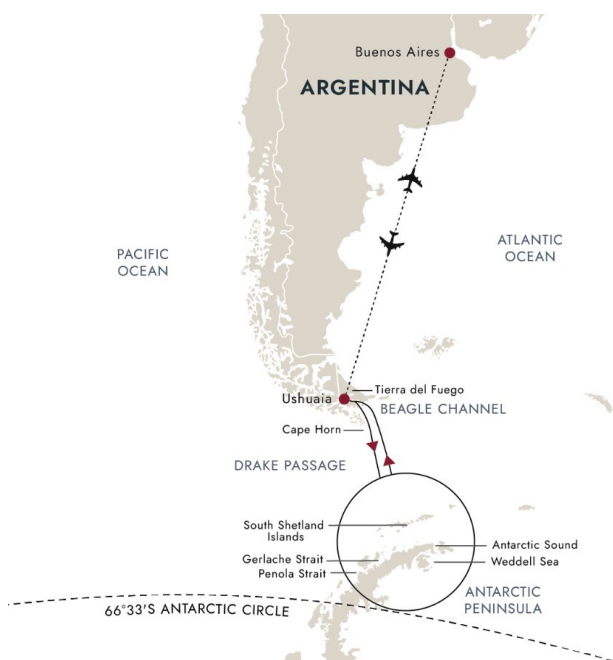 Buenos Aires
ARGENTINA
PACIFIC
OCEAN
ATLANTIC
OCEAN
Tierra del Fuego
Ushuaia
BEAGLE CHANNEL
Cape Horn
DRAKE PASSAGE
South Shetland
Islands
Antarctic Sound
Gerlache Strait
Weddell Sea
Penola Strait
ANTARCTIC
PENINSULA
66°33'S ANTARCTIC CIRCLE